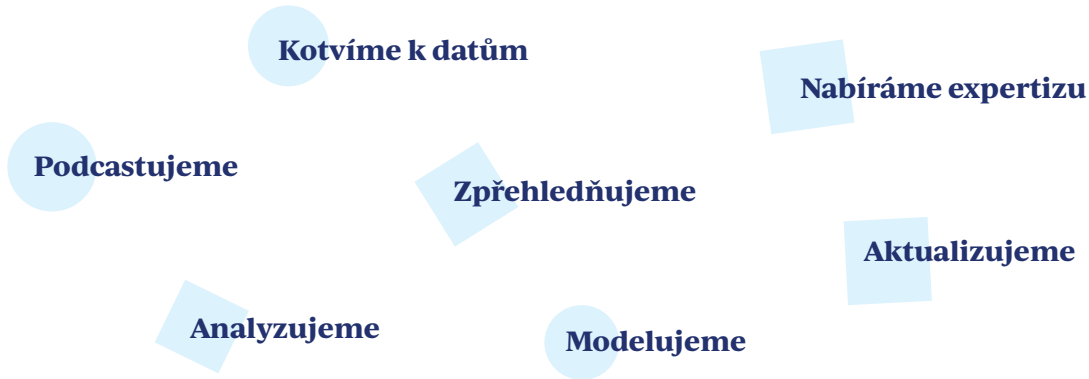 Kotvíme k datům
Nabíráme expertizu
Podcastujeme
Zpřehledňujeme
Aktualizujeme
Analyzujeme
Modelujeme